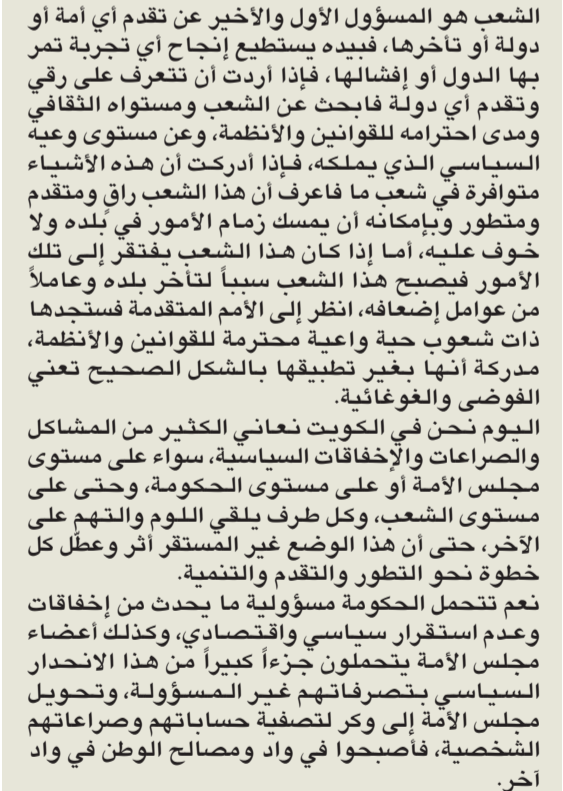 الشعب هو المسؤول الأول والأخير عن تقدم أي أمة أو
دولة أو تأخرها، فبيده يستطيع إنجاح أي تجربة تمر
بها الدول أو إفشالها، فإذا أردت أن تتعرف على رقي
وتقدم أي دولة فابحث عن الشعب ومستواه الثقافي
ومدى احترامه للقوانين والأنظمة، وعن مستوى وعيه
السياسي الذي يملكه، فإذا أدركت أن هذه الأشياء
متوافرة في شعب ما فاعرف أن هذا الشعب راقٍ ومتقدم
ومتطور وبإمكانه أن يمسك زمام الأمور في بلده ولا
خوف عليه، أما إذا كان هذا الشعب يفتقر إلى تلك
الأمور فيصبح هذا الشعب سبباً لتأخر بلده وعاملاً
من عوامل إضعافه، انظر إلى الأمم المتقدمة فستجدها
ذات شعوب حية واعية محترمة للقوانين والأنظمة،
مدركة أنها بغير تطبيقها بالشكل الصحيح تعني
الفوضى والغوغائية.
اليوم نحن في الكويت نعاني الكثير من المشاكل
والصراعات والإخفاقات السياسية، سواء على مستوى
مجلس الأمة أو على مستوى الحكومة، وحتى على
مستوى الشعب، وكل طرف يلقي اللوم والتهم على
الآخر، حتى أن هذا الوضع غير المستقر أثر وعطّل كل
خطوة نحو التطور والتقدم والتنمية.
نعم تتحمل الحكومة مسؤولية ما يحدث من إخفاقات
وعدم استقرار سياسي واقتصادي، وكذلك أعضاء
مجلس الأمة يتحملون جزءاً كبيراً من هذا الانحدار
السياسي بتصرفاتهم غير المسؤولة، وتحويل
مجلس الأمة إلى وكر لتصفية حساباتهم وصراعاتهم
الشخصية، فأصبحوا في واد ومصالح الوطن في واد
آخر.